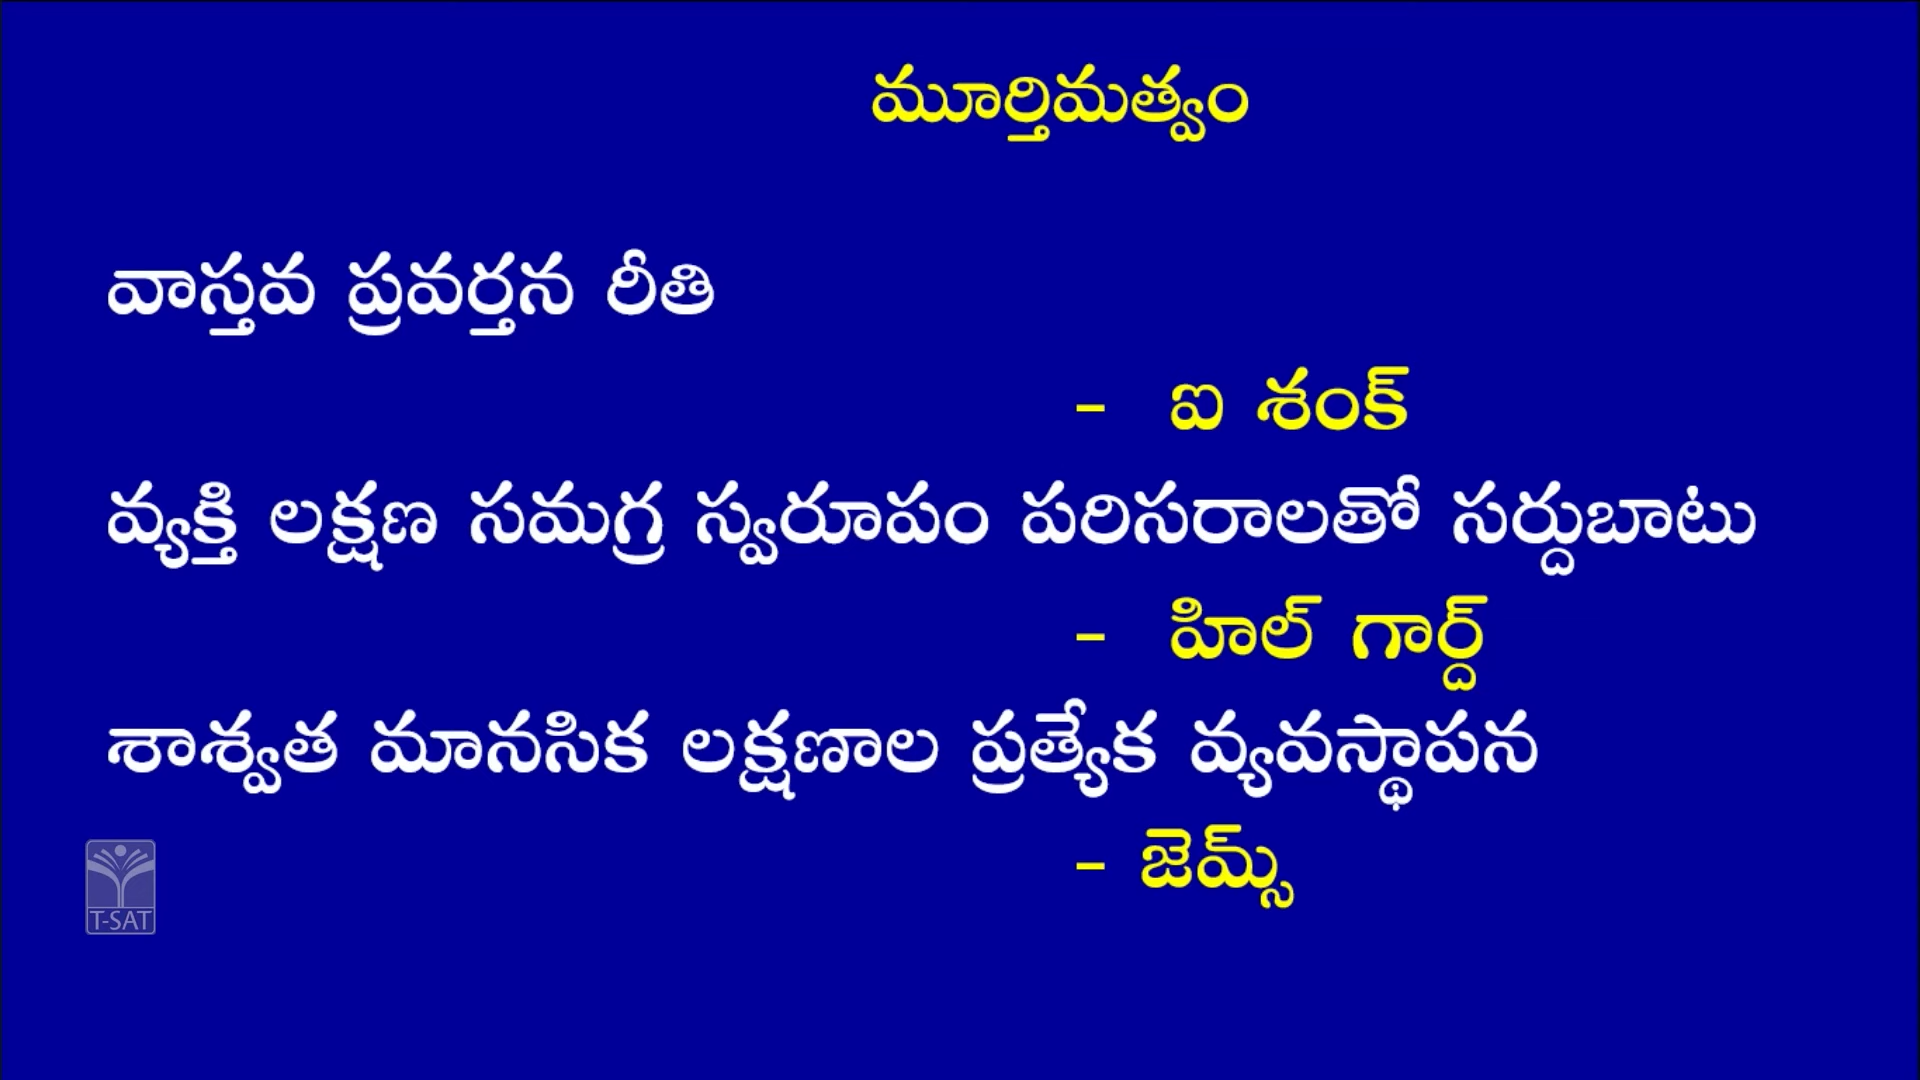 మూర్తిమత్వం
వాస్తవ ప్రవర్తన రీతి
- ఐ శంక్
వ్యక్తి లక్షణ సమగ్ర స్వరూపం పరిసరాలతో సర్దుబాటు
- హిల్ గార్డ్
శాశ్వత మానసిక లక్షణాల ప్రత్యేక వ్యవస్థాపన
- జెమ్స్
T-SAT